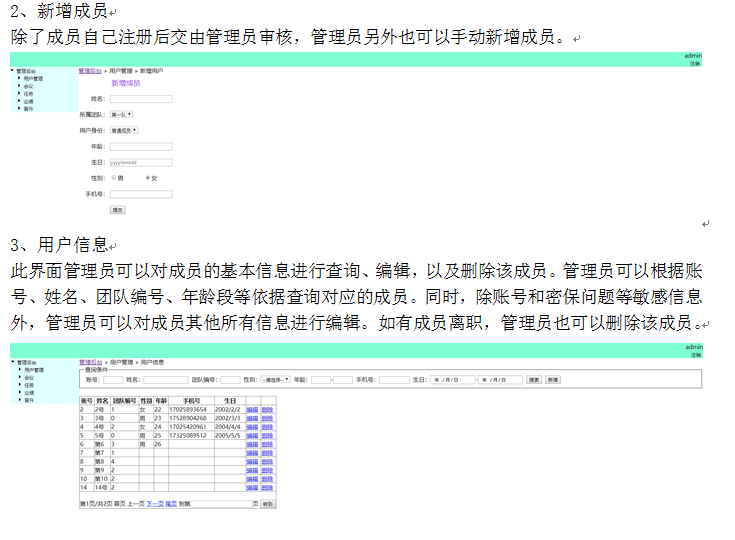 2、新增成员
除了成员自己注册后交由管理员审核，管理员另外也可以手动新增成员。
admin
注销
管理后台
用户管理
会议
任务
业绩
晋升
管理后台 > 用户管理 > 新增用户
新增成员
姓名：
所属团队： 第一队
用户身份： 普通成员
年龄：
生日： yyyy/mm/dd
性别： 男 女
手机号：
提交
3、用户信息
此界面管理员可以对成员的基本信息进行查询、编辑，以及删除该成员。管理员可以根据账
号、姓名、团队编号、年龄段等依据查询对应的成员。同时，除账号和密保问题等敏感信息
外，管理员可以对成员其他所有信息进行编辑。如有成员离职，管理员也可以删除该成员。
admin
注销
管理后台
用户管理
会议
任务
业绩
晋升
管理后台 > 用户管理 > 用户信息
查询条件
账号： 姓名： 团队编号： 性别： --请选择-- 年龄： - 手机号： 生日： 年 /月/日 - 年 /月/日 搜索 新增
账号 姓名 团队编号 性别 年龄 手机号 生日
2 2号 1 女 22 17025893654 2002/2/2 编辑 删除
3 3号 0 男 23 17528904268 2002/3/3 编辑 删除
4 4号 2 女 24 17025420961 2004/4/4 编辑 删除
5 5号 0 男 25 17325089512 2005/5/5 编辑 删除
6 第6 3 男 26 编辑 删除
7 第7 1 编辑 删除
8 第8 4 编辑 删除
9 第9 2 编辑 删除
10 第10 2 编辑 删除
14 14号 2 编辑 删除
第1页/共2页 首页 上一页 下一页 尾页 到第 页 转到